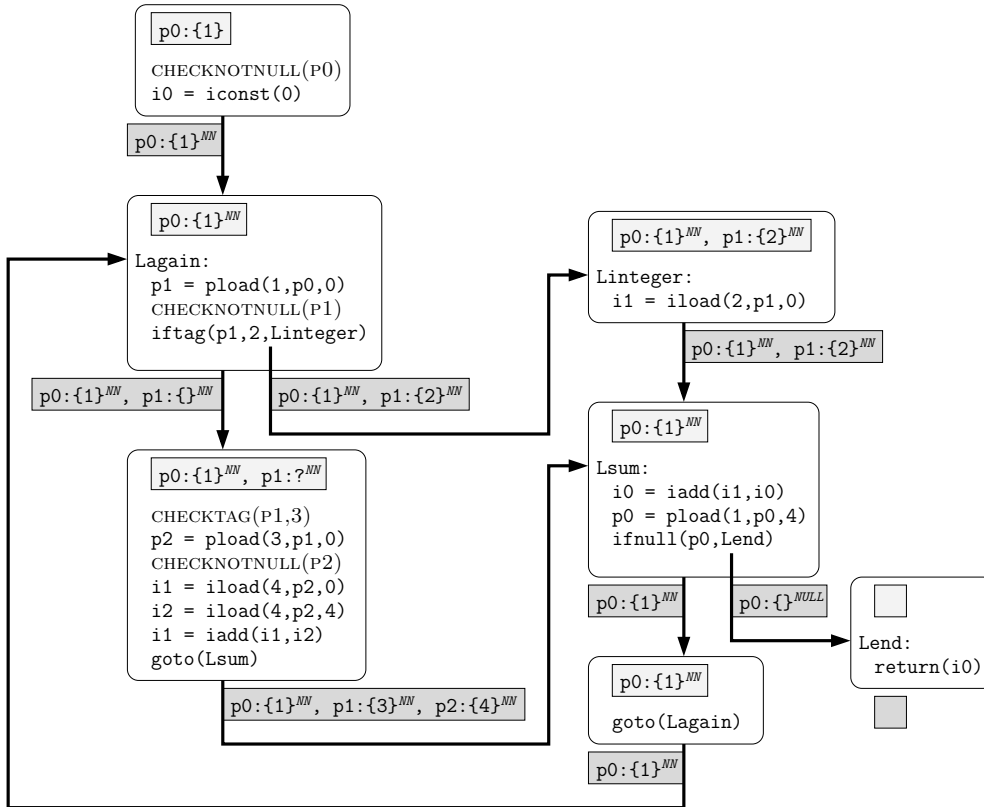 p0:{1}
CHECKNOTNULL(P0)
i0 = iconst(0)
p0:{1}^NN
p0:{1}^NN
Lagain:
p1 = pload(1,p0,0)
CHECKNOTNULL(P1)
iftag(p1,2,Linteger)
p0:{1}^NN, p1:{}^NN
p0:{1}^NN, p1:{2}^NN
p0:{1}^NN, p1:?^NN
CHECKTAG(P1,3)
p2 = pload(3,p1,0)
CHECKNOTNULL(P2)
i1 = iload(4,p2,0)
i2 = iload(4,p2,4)
i1 = iadd(i1,i2)
goto(Lsum)
p0:{1}^NN, p1:{3}^NN, p2:{4}^NN
p0:{1}^NN, p1:{2}^NN
Linteger:
i1 = iload(2,p1,0)
p0:{1}^NN, p1:{2}^NN
p0:{1}^NN
Lsum:
i0 = iadd(i1,i0)
p0 = pload(1,p0,4)
ifnull(p0,Lend)
p0:{1}^NN
p0:{}^NULL
p0:{1}^NN
goto(Lagain)
p0:{1}^NN
Lend:
return(i0)